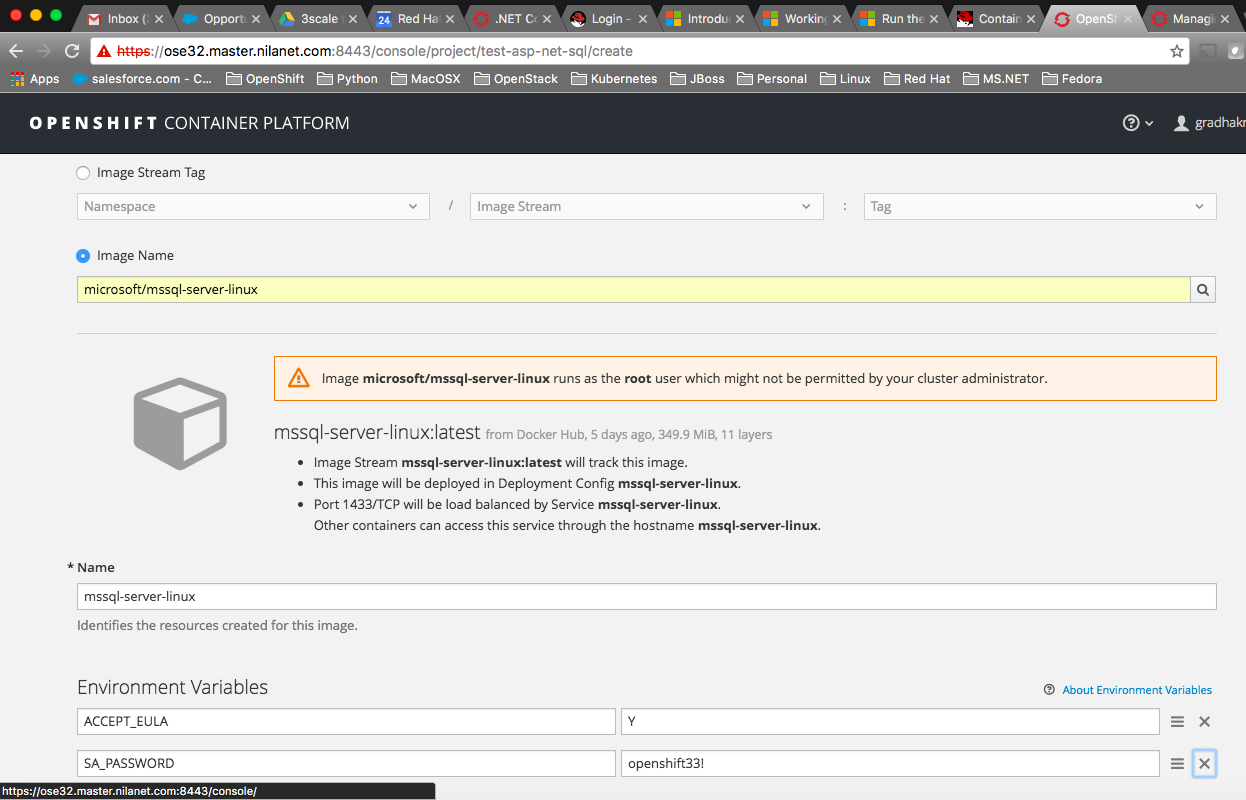 Inbox (3 Opport 3scale 24 Red Ha .NET C Login - Introdu Working Run the Contain OpenSh Managi
https://ose32.master.nilanet.com:8443/console/project/test-asp-net-sql/create
Apps salesforce.com - C... OpenShift Python MacOSX OpenStack Kubernetes JBoss Personal Linux Red Hat MS.NET Fedora
OPENSHIFT CONTAINER PLATFORM
gradhakr
Image Stream Tag
Namespace / Image Stream : Tag
Image Name
microsoft/mssql-server-linux
Image microsoft/mssql-server-linux runs as the root user which might not be permitted by your cluster administrator.
mssql-server-linux:latest from Docker Hub, 5 days ago, 349.9 MiB, 11 layers
• Image Stream mssql-server-linux:latest will track this image.
• This image will be deployed in Deployment Config mssql-server-linux.
• Port 1433/TCP will be load balanced by Service mssql-server-linux.
Other containers can access this service through the hostname mssql-server-linux.
* Name
mssql-server-linux
Identifies the resources created for this image.
Environment Variables
About Environment Variables
ACCEPT_EULA Y
SA_PASSWORD openshift33!
https://ose32.master.nilanet.com:8443/console/